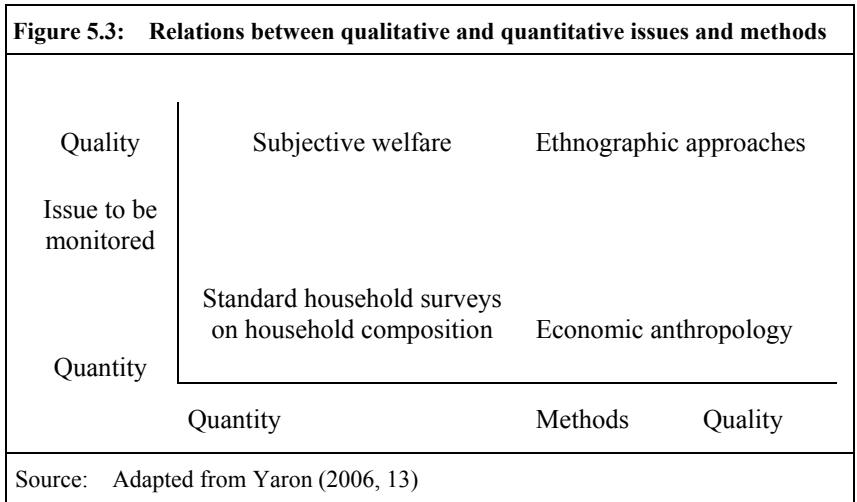 Figure 5.3: Relations between qualitative and quantitative issues and methods
Quality Subjective welfare Ethnographic approaches
Issue to be
monitored
Standard household surveys
on household composition Economic anthropology
Quantity
Quantity Methods Quality
Source: Adapted from Yaron (2006, 13)